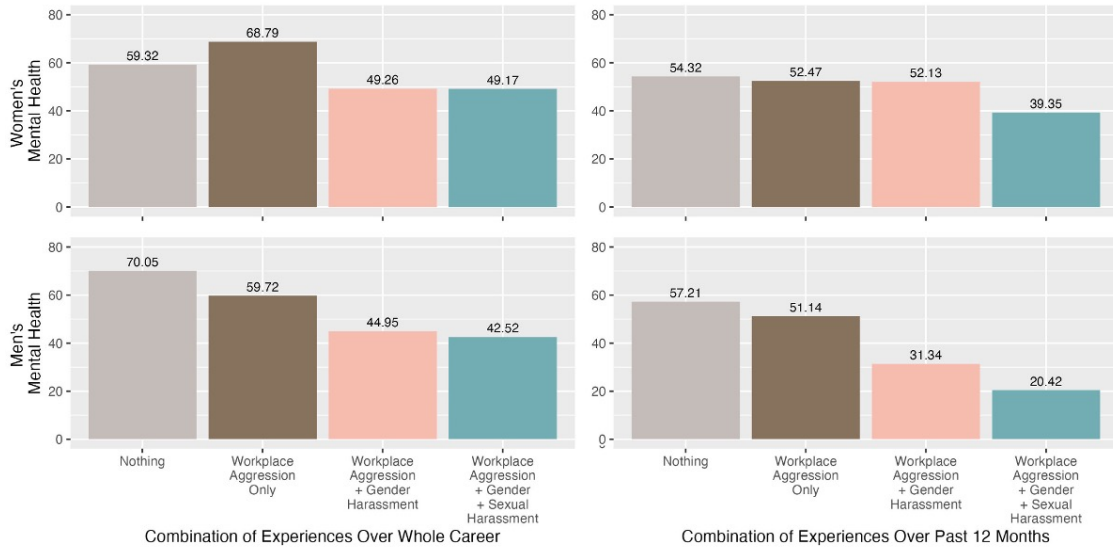 Women's
Mental Health
80
60
40
20
0
59.32
68.79
49.26
49.17
80
60
40
20
0
54.32
52.47
52.13
39.35
Men's
Mental Health
80
60
40
20
0
70.05
59.72
44.95
42.52
80
60
40
20
0
57.21
51.14
31.34
20.42
Nothing
Workplace
Aggression
Only
Workplace
Aggression
+ Gender
Harassment
Workplace
Aggression
+ Gender
+ Sexual
Harassment
Nothing
Workplace
Aggression
Only
Workplace
Aggression
+ Gender
Harassment
Workplace
Aggression
+ Gender
+ Sexual
Harassment
Combination of Experiences Over Whole Career
Combination of Experiences Over Past 12 Months